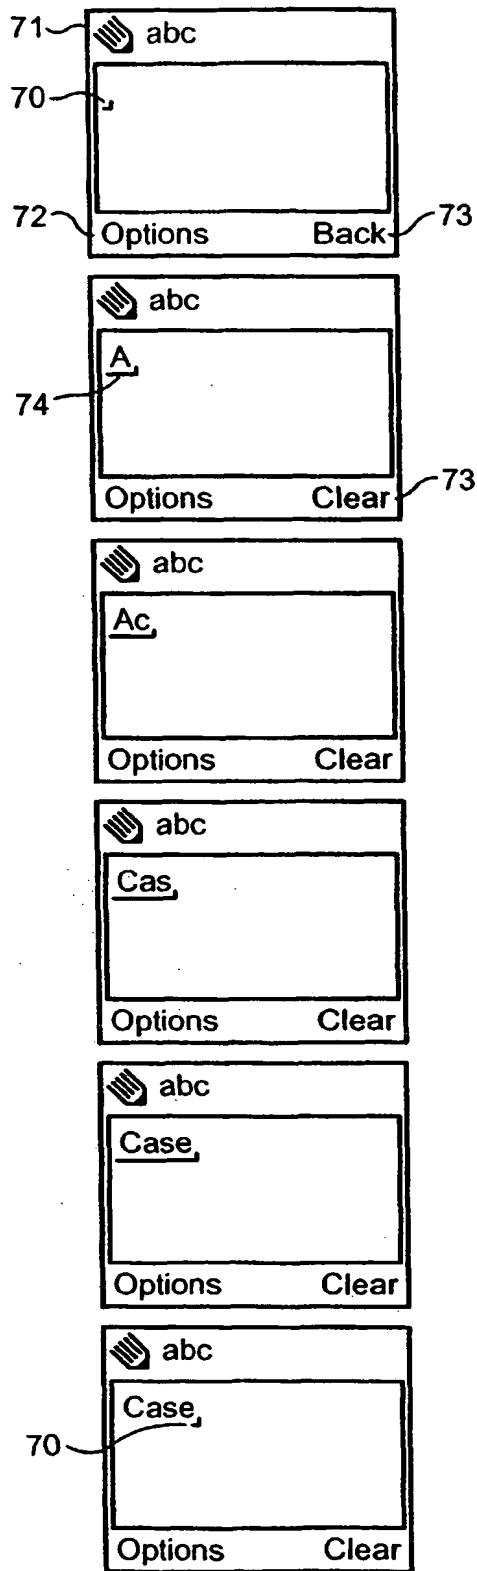 71 abc
70
72 Options Back 73
abc
A
74
Options Clear 73
abc
Ac
Options Clear
abc
Cas
Options Clear
abc
Case
Options Clear
abc
Case
70
Options Clear